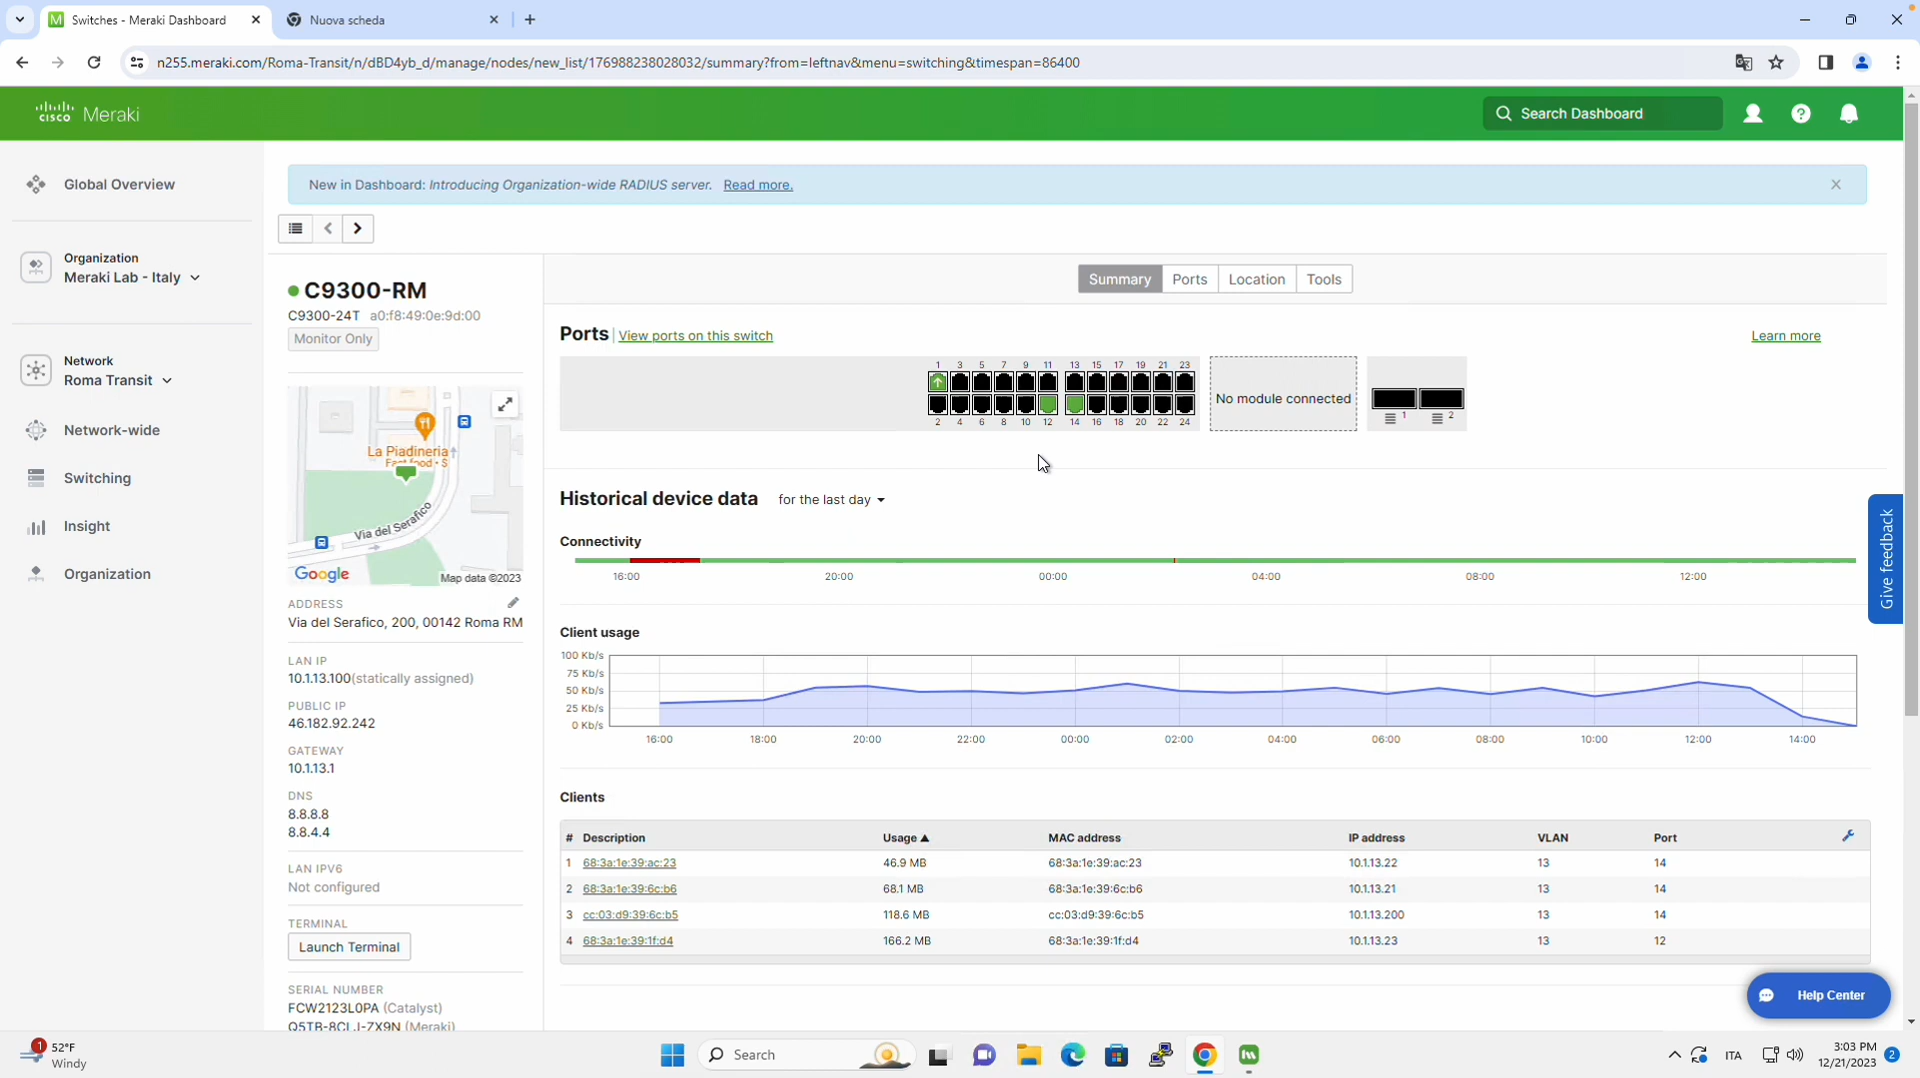 Switches - Meraki Dashboard
Nuova scheda
n255.meraki.com/Roma-Transit/n/dBD4yb_d/manage/nodes/new_list/176988238028032/summary?from=leftnav&menu=switching&timespan=86400
cisco Meraki
Search Dashboard
Global Overview
New in Dashboard: Introducing Organization-wide RADIUS server. Read more.
Organization
Meraki Lab - Italy
Network
Roma Transit
Network-wide
Switching
Insight
Organization
C9300-RM
C9300-24T a0:f8:49:0e:9d:00
Monitor Only
La Piadineria
Fast food • $
Via del Serafico
Google
Map data ©2023
ADDRESS
Via del Serafico, 200, 00142 Roma RM
LAN IP
10.1.13.100(statically assigned)
PUBLIC IP
46.182.92.242
GATEWAY
10.1.13.1
DNS
8.8.8.8
8.8.4.4
LAN IPV6
Not configured
TERMINAL
Launch Terminal
SERIAL NUMBER
FCW2123L0PA (Catalyst)
Q5TB-8CLJ-7X9N (Meraki)
Summary Ports Location Tools
Ports View ports on this switch
Learn more
1 3 5 7 9 11 13 15 17 19 21 23
No module connected
2 4 6 8 10 12 14 16 18 20 22 24
1 2
Historical device data for the last day
Connectivity
16:00 20:00 00:00 04:00 08:00 12:00
Client usage
100 Kb/s
75 Kb/s
50 Kb/s
25 Kb/s
0 Kb/s
16:00 18:00 20:00 22:00 00:00 02:00 04:00 06:00 08:00 10:00 12:00 14:00
Clients
# Description Usage ▲ MAC address IP address VLAN Port
1 68:3a:1e:39:ac:23 46.9 MB 68:3a:1e:39:ac:23 10.1.13.22 13 14
2 68:3a:1e:39:6c:b6 68.1 MB 68:3a:1e:39:6c:b6 10.1.13.21 13 14
3 cc:03:d9:39:6c:b5 118.6 MB cc:03:d9:39:6c:b5 10.1.13.200 13 14
4 68:3a:1e:39:1f:d4 166.2 MB 68:3a:1e:39:1f:d4 10.1.13.23 13 12
Give feedback
Help Center
1
52°F
Windy
Search
ITA
3:03 PM
12/21/2023
2